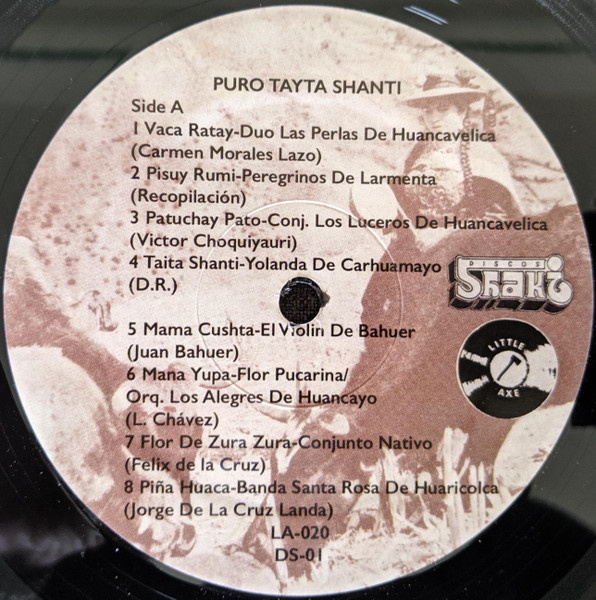 PURO TAYTA SHANTI
Side A
1 Vaca Ratay-Duo Las Perlas De Huancavelica
(Carmen Morales Lazo)
2 Pisuy Rumi-Peregrinos De Larmenta
(Recopilación)
3 Patuchay Pato-Conj. Los Luceros De Huancavelica
(Victor Choquiyauri)
4 Taita Shanti-Yolanda De Carhuamayo
(D.R.)
DISCOS
Shaki
5 Mama Cushta-El Violin De Bahuer
(Juan Bahuer)
LITTLE
AXE
6 Mana Yupa-Flor Pucarina/
Orq. Los Alegres De Huancayo
(L. Chávez)
7 Flor De Zura Zura-Conjunto Nativo
(Felix de la Cruz)
8 Piña Huaca-Banda Santa Rosa De Huaricolca
(Jorge De La Cruz Landa)
LA-020
DS-01